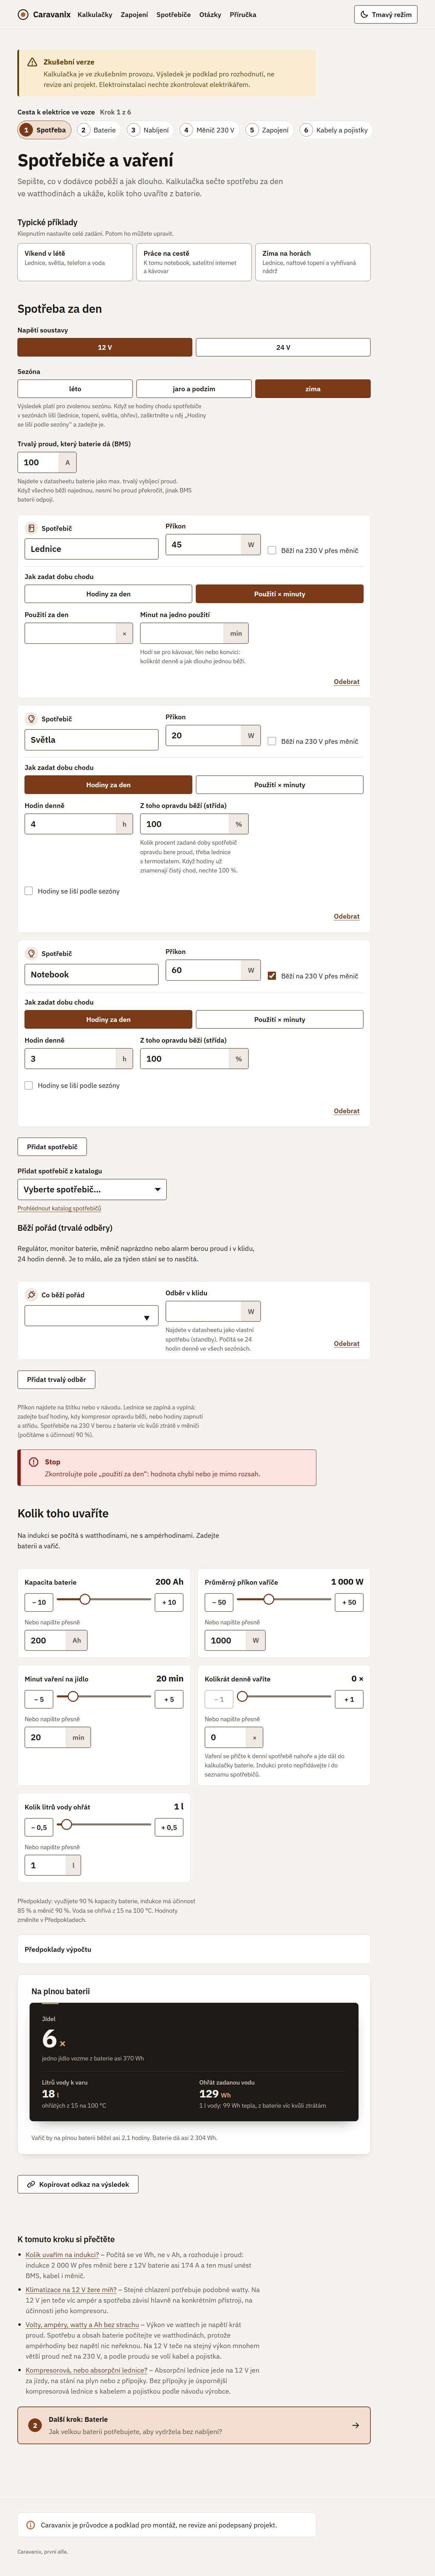 Caravanix Kalkulačky Zapojení Spotřebiče Otázky Příručka Tmavý režim
Zkušební verze
Kalkulačka je ve zkušebním provozu. Výsledek je podklad pro rozhodnutí, ne
revize ani projekt. Elektroinstalaci nechte zkontrolovat elektrikářem.
Cesta k elektrice ve voze Krok 1 z 6
1 Spotřeba 2 Baterie 3 Nabíjení 4 Měnič 230 V 5 Zapojení 6 Kabely a pojistky
Spotřebiče a vaření
Sepište, co v dodávce poběží a jak dlouho. Kalkulačka sečte spotřebu za den
ve watthodinách a ukáže, kolik toho uvaříte z baterie.
Typické příklady
Klepnutím nastavíte celé zadání. Potom ho můžete upravit.
Víkend v létě
Lednice, světla, telefon a voda
Práce na cestě
K tomu notebook, satelitní internet
a kávovar
Zima na horách
Lednice, naftové topení a vyhřívaná
nádrž
Spotřeba za den
Napětí soustavy
12 V 24 V
Sezóna
léto jaro a podzim zima
Výsledek platí pro zvolenou sezónu. Když se hodiny chodu spotřebiče
v sezónách liší (lednice, topení, světla, ohřev), zaškrtněte u něj „Hodiny
se liší podle sezóny“ a zadejte je.
Trvalý proud, který baterie dá (BMS)
100 A
Najdete v datasheetu baterie jako max. trvalý vybíjecí proud.
Když všechno běží najednou, nesmí ho proud překročit, jinak BMS
baterii odpojí.
Spotřebič Příkon
Lednice 45 W Běží na 230 V přes měnič
Jak zadat dobu chodu
Hodiny za den Použití × minuty
Použití za den Minut na jedno použití
× min
Hodí se pro kávovar, fén nebo konvici:
kolikrát denně a jak dlouho jednou běží.
Odebrat
Spotřebič Příkon
Světla 20 W Běží na 230 V přes měnič
Jak zadat dobu chodu
Hodiny za den Použití × minuty
Hodin denně Z toho opravdu běží (střída)
4 h 100 %
Kolik procent zadané doby spotřebič
opravdu bere proud, třeba lednice
s termostatem. Když hodiny už
znamenají čistý chod, nechte 100 %.
Hodiny se liší podle sezóny
Odebrat
Spotřebič Příkon
Notebook 60 W Běží na 230 V přes měnič
Jak zadat dobu chodu
Hodiny za den Použití × minuty
Hodin denně Z toho opravdu běží (střída)
3 h 100 %
Hodiny se liší podle sezóny
Odebrat
Přidat spotřebič
Přidat spotřebič z katalogu
Vyberte spotřebič…
Prohlédnout katalog spotřebičů
Běží pořád (trvalé odběry)
Regulátor, monitor baterie, měnič naprázdno nebo alarm berou proud i v klidu,
24 hodin denně. Je to málo, ale za týden stání se to nasčítá.
Co běží pořád Odběr v klidu
W
Najdete v datasheetu jako vlastní
spotřebu (standby). Počítá se 24
hodin denně ve všech sezónách.
Odebrat
Přidat trvalý odběr
Příkon najdete na štítku nebo v návodu. Lednice se zapíná a vypíná:
zadejte buď hodiny, kdy kompresor opravdu běží, nebo hodiny zapnutí
a střídu. Spotřebiče na 230 V berou z baterie víc kvůli ztrátě v měniči
(počítáme s účinností 90 %).
Stop
Zkontrolujte pole „použití za den“: hodnota chybí nebo je mimo rozsah.
Kolik toho uvaříte
Na indukci se počítá s watthodinami, ne s ampérhodinami. Zadejte
baterii a vařič.
Kapacita baterie 200 Ah
− 10 + 10
Nebo napište přesně
200 Ah
Průměrný příkon vařiče 1 000 W
− 50 + 50
Nebo napište přesně
1000 W
Minut vaření na jídlo 20 min
− 5 + 5
Nebo napište přesně
20 min
Kolikrát denně vaříte 0 ×
− 1 + 1
Nebo napište přesně
0 ×
Vaření se přičte k denní spotřebě nahoře a jde dál do
kalkulačky baterie. Indukci proto nepřidávejte i do
seznamu spotřebičů.
Kolik litrů vody ohřát 1 l
− 0,5 + 0,5
Nebo napište přesně
1 l
Předpoklady: využijete 90 % kapacity baterie, indukce má účinnost
85 % a měnič 90 %. Voda se ohřívá z 15 na 100 °C. Hodnoty
změníte v Předpokladech.
Předpoklady výpočtu
Na plnou baterii
Jídel
6 ×
jedno jídlo vezme z baterie asi 370 Wh
Litrů vody k varu
18 l
ohřátých z 15 na 100 °C
Ohřát zadanou vodu
129 Wh
1 l vody: 99 Wh tepla, z baterie víc kvůli ztrátám
Vařič by na plnou baterii běžel asi 2,1 hodiny. Baterie dá asi 2 304 Wh.
Kopírovat odkaz na výsledek
K tomuto kroku si přečtěte
Kolik uvařím na indukci? – Počítá se ve Wh, ne v Ah, a rozhoduje i proud:
indukce 2 000 W přes měnič bere z 12V baterie asi 174 A a ten musí unést
BMS, kabel i měnič.
Klimatizace na 12 V žere míň? – Stejné chlazení potřebuje podobné watty. Na
12 V jen teče víc ampér a spotřeba závisí hlavně na konkrétním přístroji, na
účinnosti jeho kompresoru.
Volty, ampéry, watty a Ah bez strachu – Výkon ve wattech je napětí krát
proud. Spotřebu i obsah baterie počítejte ve watthodinách, protože
ampérhodiny bez napětí nic neřeknou. Na 12 V teče na stejný výkon mnohem
větší proud než na 230 V, a podle proudu se volí kabel a pojistka.
Kompresorová, nebo absorpční lednice? – Absorpční lednice jede na 12 V jen
za jízdy, na stání na plyn nebo z přípojky. Bez přípojky je úspornější
kompresorová lednice s kabelem a pojistkou podle návodu výrobce.
2 Další krok: Baterie
Jak velkou baterii potřebujete, aby vydržela bez nabíjení?
Caravanix je průvodce a podklad pro montáž, ne revize ani podepsaný projekt.
Caravanix, první alfa.